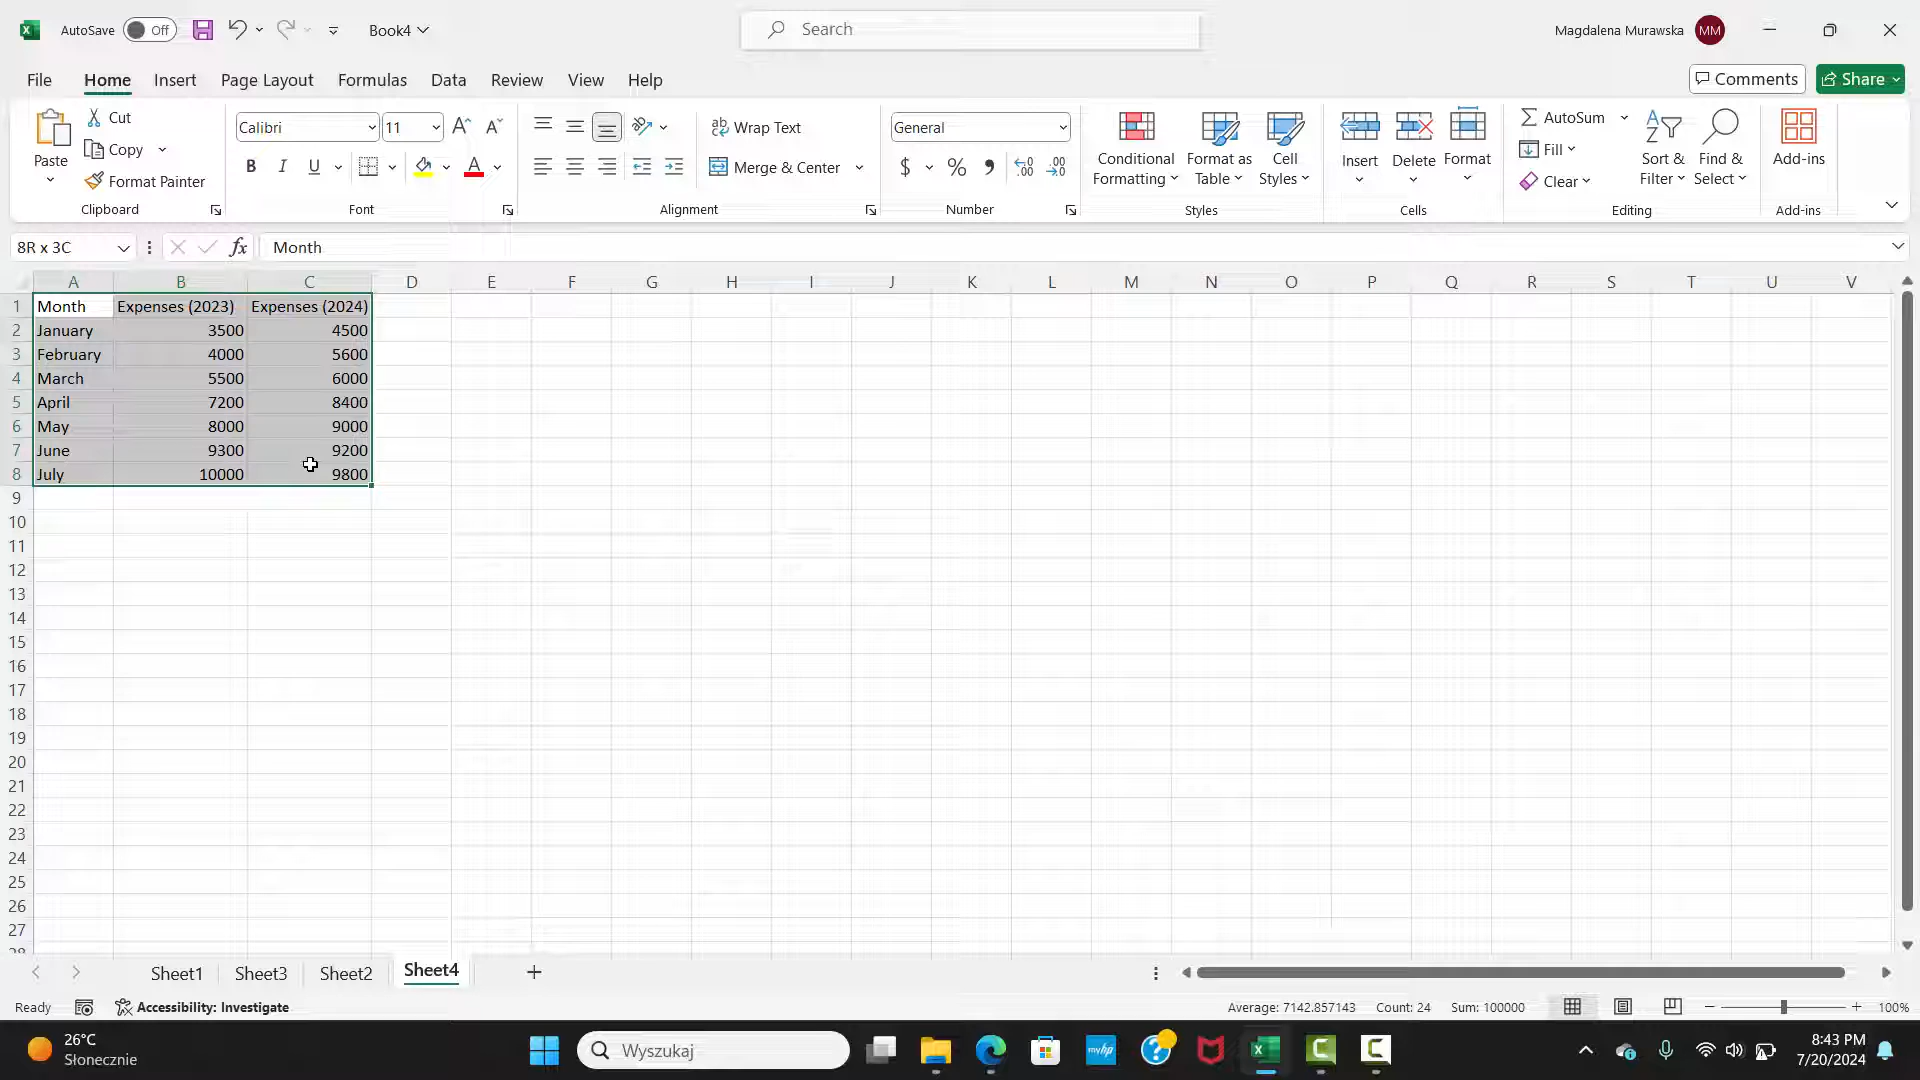 AutoSave Off Book4 Search Magdalena Murawska MM
File Home Insert Page Layout Formulas Data Review View Help Comments Share
Paste Cut Copy Format Painter Clipboard
Calibri 11 B I U A Font
Wrap Text Merge & Center Alignment
General $ % Number
Conditional Formatting Format as Table Cell Styles Styles
Insert Delete Format Cells
AutoSum Fill Clear Sort & Filter Find & Select Editing
Add-ins Add-ins
8R x 3C fx Month
A B C D E F G H I J K L M N O P Q R S T U V
1 Month Expenses (2023) Expenses (2024)
2 January 3500 4500
3 February 4000 5600
4 March 5500 6000
5 April 7200 8400
6 May 8000 9000
7 June 9300 9200
8 July 10000 9800
9
10
11
12
13
14
15
16
17
18
19
20
21
22
23
24
25
26
27
28
Sheet1 Sheet3 Sheet2 Sheet4 +
Ready Accessibility: Investigate Average: 7142.857143 Count: 24 Sum: 100000 100%
26°C Słonecznie Wyszukaj myhp 8:43 PM
7/20/2024